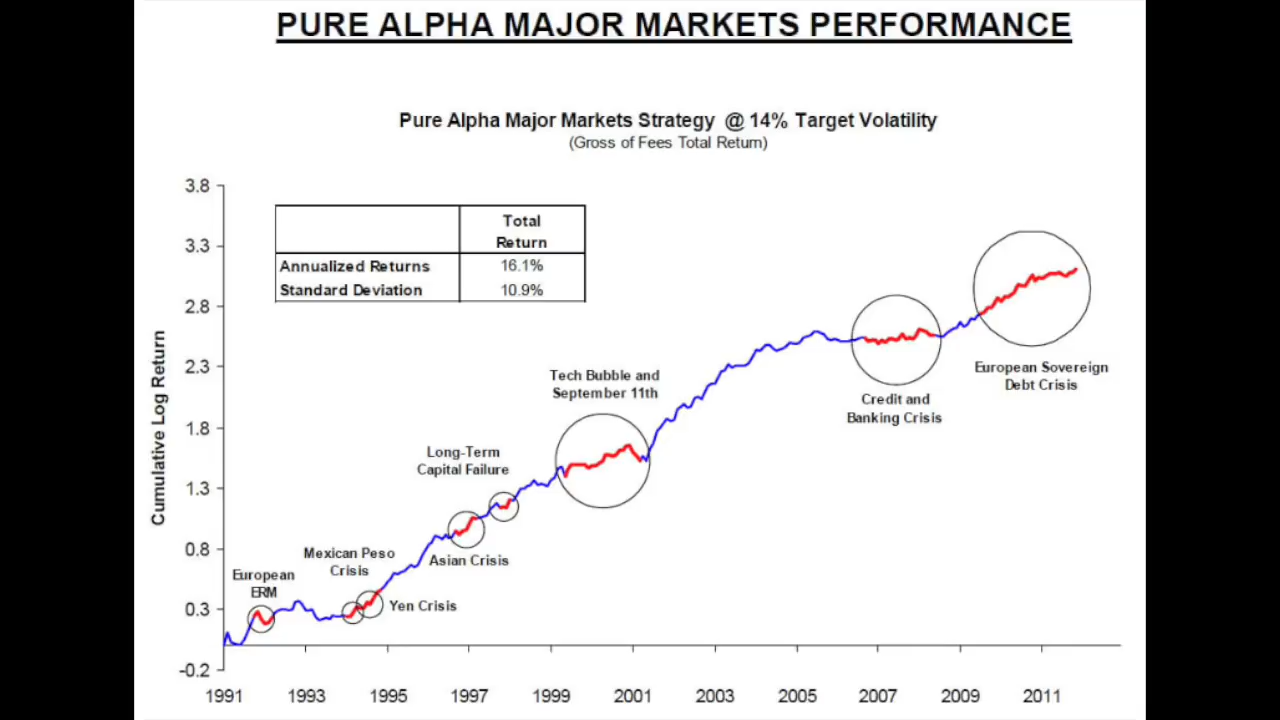 PURE ALPHA MAJOR MARKETS PERFORMANCE
Pure Alpha Major Markets Strategy @ 14% Target Volatility
(Gross of Fees Total Return)
Total
Return
Annualized Returns 16.1%
Standard Deviation 10.9%
Cumulative Log Return
3.8
3.3
2.8
2.3
1.8
1.3
0.8
0.3
-0.2
European
ERM
Mexican Peso
Crisis
Yen Crisis
Asian Crisis
Long-Term
Capital Failure
Tech Bubble and
September 11th
Credit and
Banking Crisis
European Sovereign
Debt Crisis
1991 1993 1995 1997 1999 2001 2003 2005 2007 2009 2011